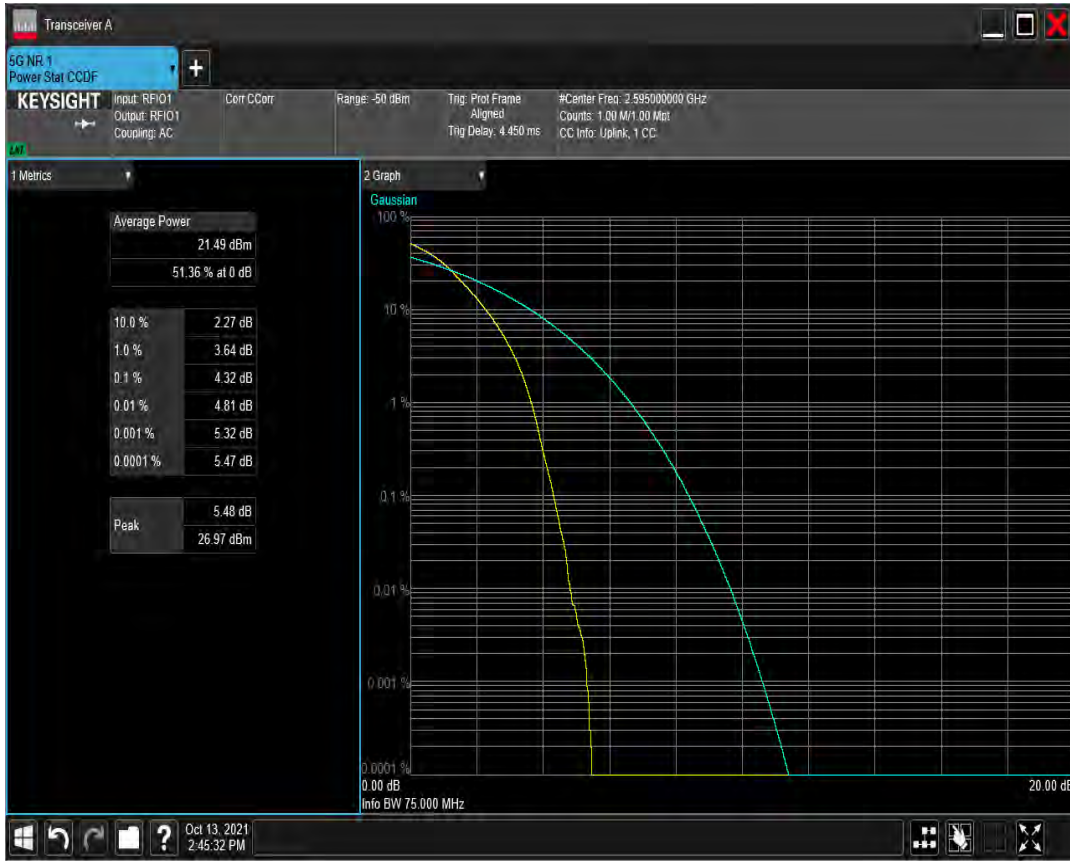 Transceiver A
5G NR 1
Power Stat CCDF
+
KEYSIGHT
Input: RFIO1
Output: RFIO1
Coupling: AC
Corr CCorr
Range: -50 dBm
Trig: Prot Frame
Aligned
Trig Delay: 4.450 ms
#Center Freq: 2.595000000 GHz
Counts: 1.00 M/1.00 Mpt
CC Info: Uplink, 1 CC
LXI
1 Metrics
Average Power
21.49 dBm
51.36 % at 0 dB
10.0 % 2.27 dB
1.0 % 3.64 dB
0.1 % 4.32 dB
0.01 % 4.81 dB
0.001 % 5.32 dB
0.0001 % 5.47 dB
Peak 5.48 dB
26.97 dBm
2 Graph
Gaussian
100 %
10 %
1 %
0.1 %
0.01 %
0.001 %
0.0001 %
0.00 dB 20.00 dB
Info BW 75.000 MHz
? Oct 13, 2021
2:45:32 PM